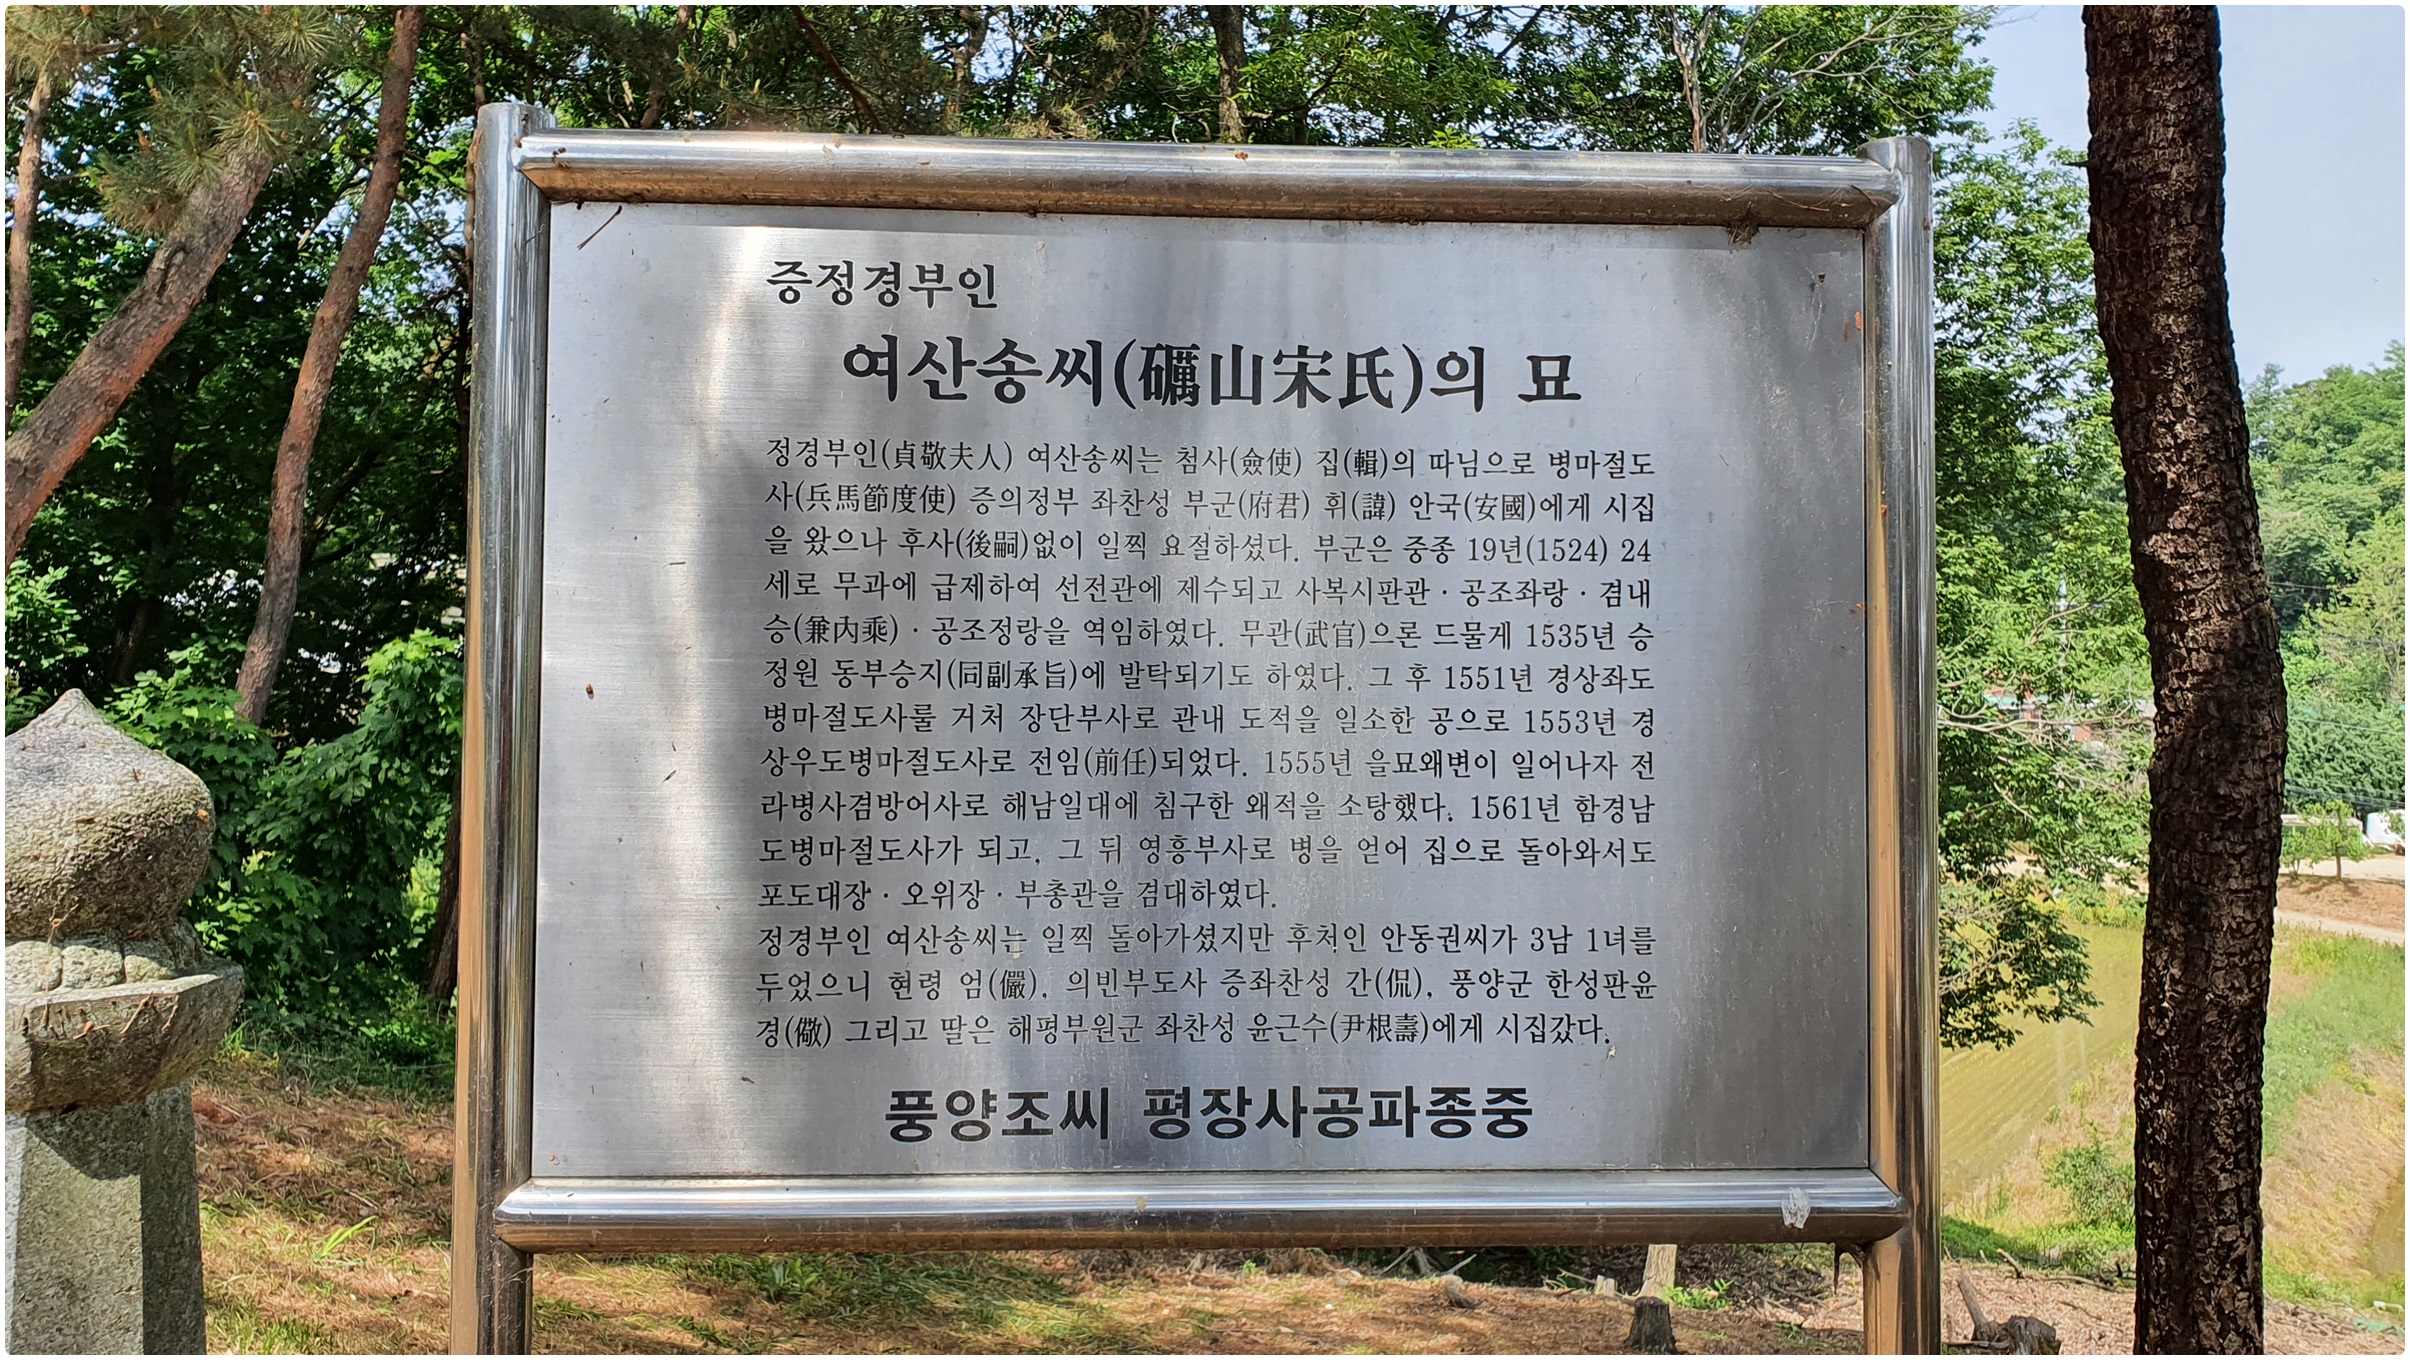 증정경부인
여산송씨(礪山宋氏)의 묘
정경부인(貞敬夫人) 여산송씨는 첨사(僉使) 집(輯)의 따님으로 병마절도
사(兵馬節度使) 증의정부 좌찬성 부군(府君) 휘(諱) 안국(安國)에게 시집
을 왔으나 후사(後嗣)없이 일찍 요절하셨다. 부군은 중종 19년(1524) 24
세로 무과에 급제하여 선전관에 제수되고 사복시판관·공조좌랑·겸내
승(兼內乘)·공조정랑을 역임하였다. 무관(武官)으론 드물게 1535년 승
정원 동부승지(同副承旨)에 발탁되기도 하였다. 그 후 1551년 경상좌도
병마절도사룰 거처 장단부사로 관내 도적을 일소한 공으로 1553년 경
상우도병마절도사로 전임(前任)되었다. 1555년 을묘왜변이 일어나자 전
라병사겸방어사로 해남일대에 침구한 왜적을 소탕했다. 1561년 함경남
도병마절도사가 되고, 그 뒤 영흥부사로 병을 얻어 집으로 돌아와서도
포도대장·오위장·부총관을 겸대하였다.
정경부인 여산송씨는 일찍 돌아가셨지만 후처인 안동권씨가 3남 1녀를
두었으니 현령 엄(儼), 의빈부도사 증좌찬성 간(侃), 풍양군 한성판윤
경(儆) 그리고 딸은 해평부원군 좌찬성 윤근수(尹根壽)에게 시집갔다.
풍양조씨 평장사공파종중